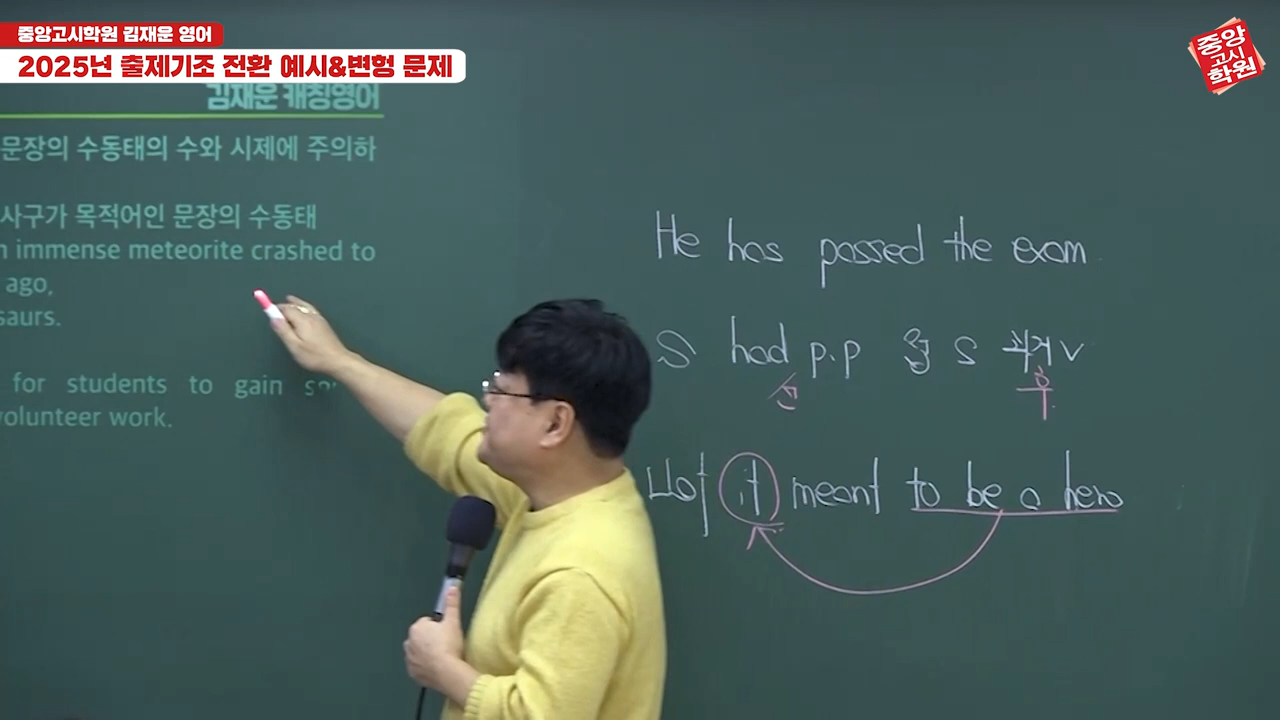 중앙고시학원 김재운 영어
2025년 출제기조 전환 예시&변형 문제
중앙
고시
학원
김재운 캐칭영어
문장의 수동태의 수와 시제에 주의하
사구가 목적어인 문장의 수동태
n immense meteorite crashed to
ago,
saurs.
for students to gain so
volunteer work.
He has passed the exam
S had p.p S 과거 V
선
후
it meant to be a hero